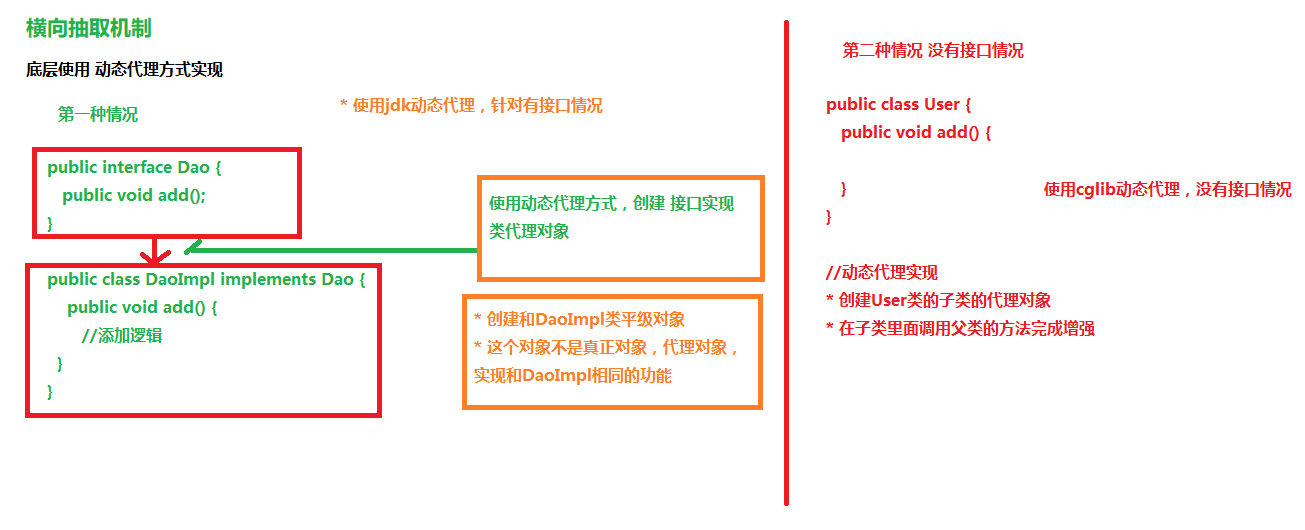 横向抽取机制
底层使用 动态代理方式实现
第一种情况
* 使用jdk动态代理，针对有接口情况
public interface Dao {
public void add();
}
使用动态代理方式，创建 接口实现
类代理对象
public class DaoImpl implements Dao {
public void add() {
//添加逻辑
}
}
* 创建和DaoImpl类平级对象
* 这个对象不是真正对象，代理对象，
实现和DaoImpl相同的功能
第二种情况 没有接口情况
public class User {
public void add() {
}
使用cglib动态代理，没有接口情况
}
//动态代理实现
* 创建User类的子类的代理对象
* 在子类里面调用父类的方法完成增强